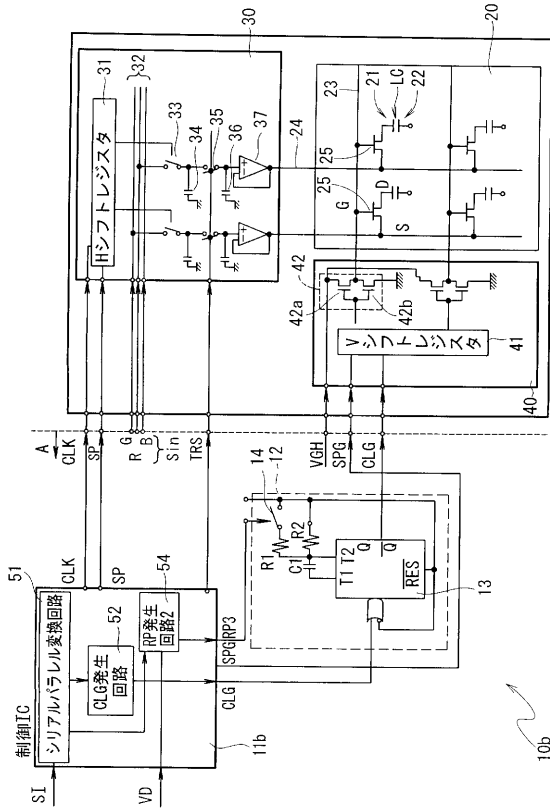 30
31
Hシフトレジスタ
32
33
34
35
36
37
24
20
23
21
LC
22
25
25
G
D
S
42
42a
42b
Vシフトレジスタ
41
40
A
CLK
SP
R
G
B
Sin
TRS
VGH
SPG
CLG
制御IC
51
シリアルパラレル変換回路
CLK
SP
52
CLG発生
回路
54
RP発生
回路2
SI
VD
11b
CLG
SPG
RP3
14
12
R1
R2
C1
T1
T2
Q
Q
RES
13
10b